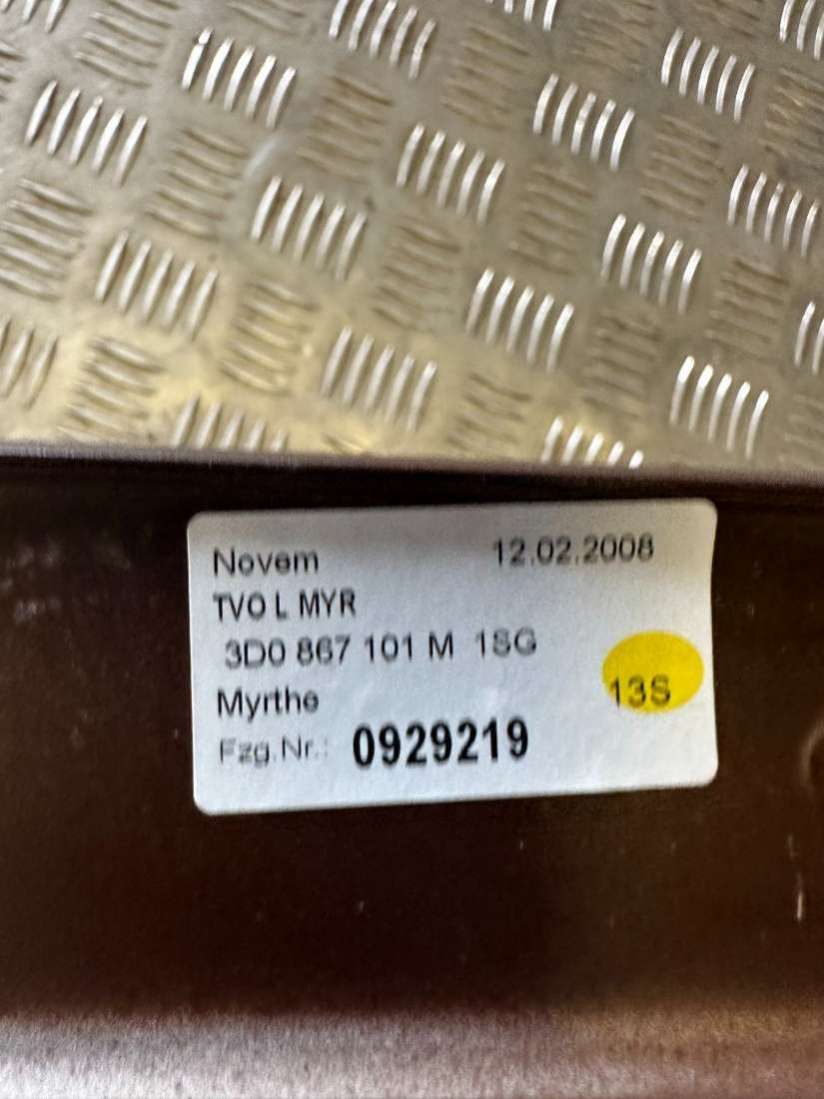 Novem 12.02.2008
TVO L MYR
3D0 867 101 M 1SG
Myrthe 13S
Fzg.Nr.: 0929219